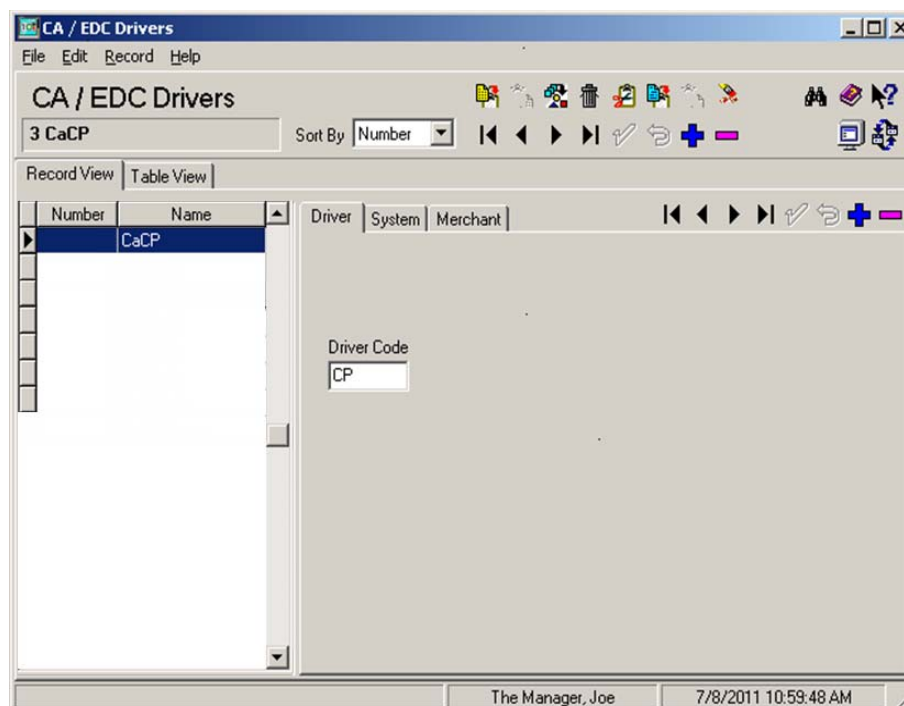 CA / EDC Drivers
File Edit Record Help
CA / EDC Drivers
3 CaCP
Sort By Number
Record View Table View
Number Name
CaCP
Driver System Merchant
Driver Code
CP
The Manager, Joe 7/8/2011 10:59:48 AM